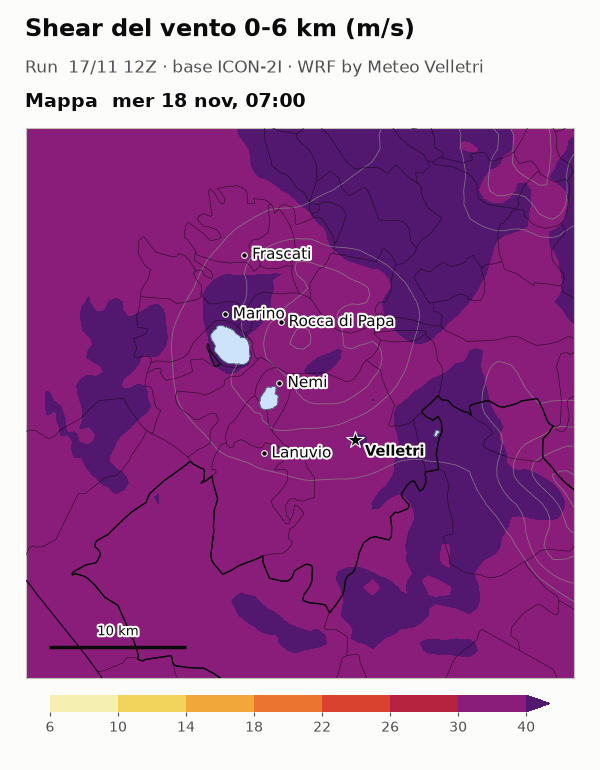 Shear del vento 0-6 km (m/s)
Run  17/11 12Z · base ICON-2I · WRF by Meteo Velletri
Mappa  mer 18 nov, 07:00
Frascati
Marino
Rocca di Papa
Nemi
Velletri
Lanuvio
10 km
6 10 14 18 22 26 30 40